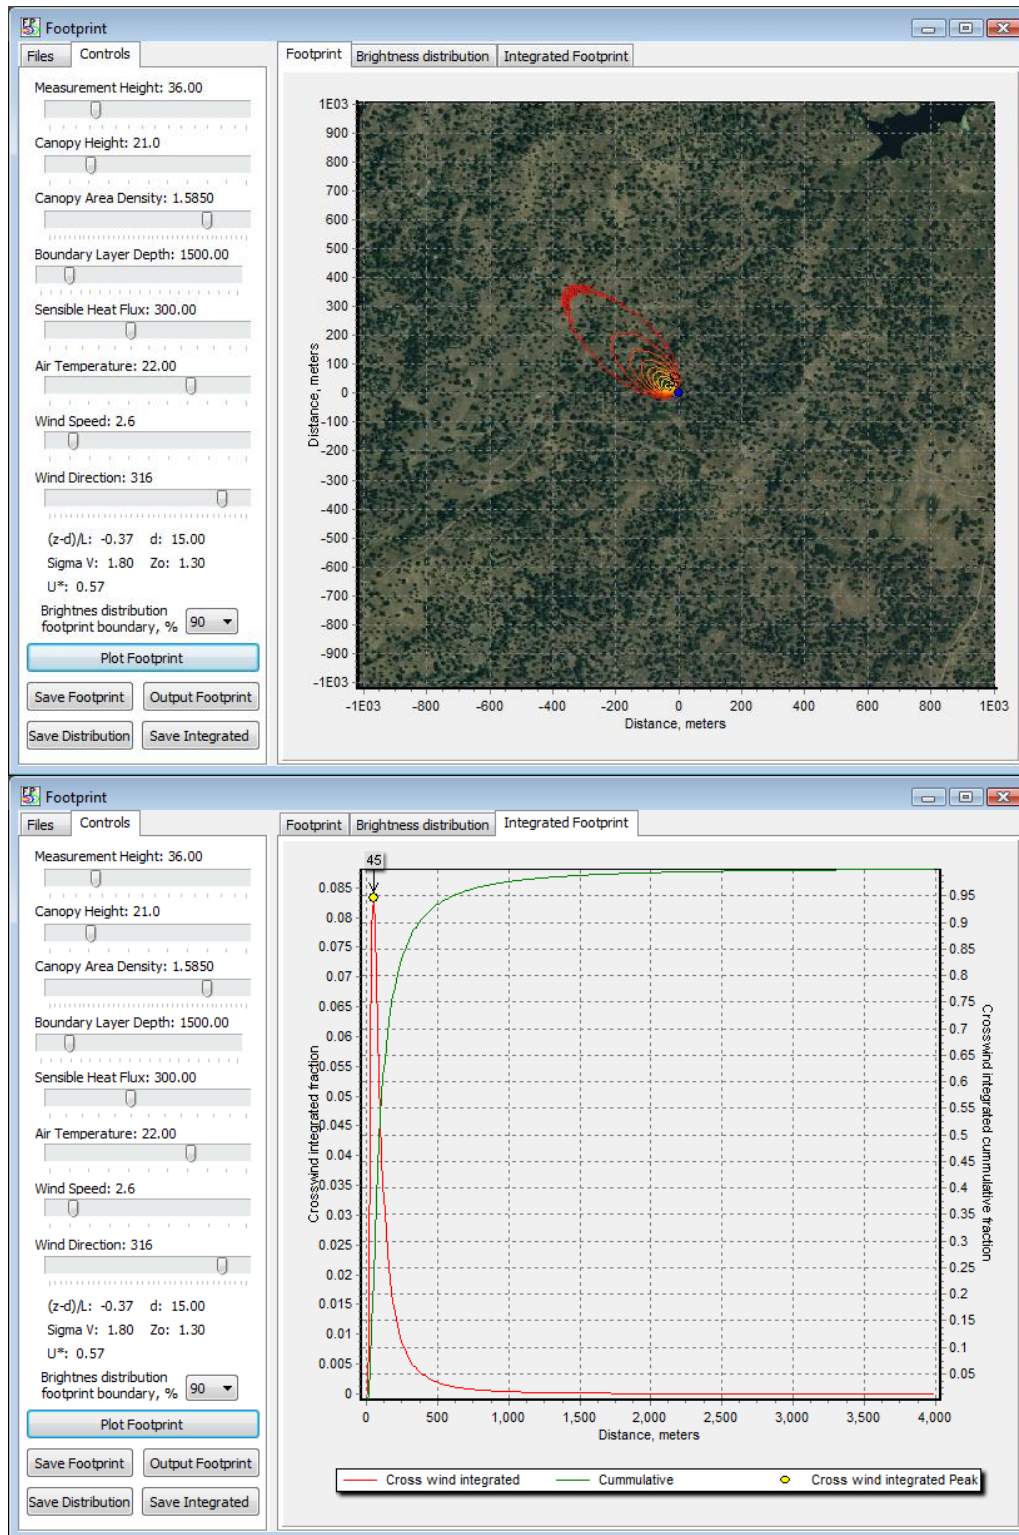 Footprint
Files Controls
Footprint Brightness distribution Integrated Footprint
Measurement Height: 36.00
Canopy Height: 21.0
Canopy Area Density: 1.5850
Boundary Layer Depth: 1500.00
Sensible Heat Flux: 300.00
Air Temperature: 22.00
Wind Speed: 2.6
Wind Direction: 316
(z-d)/L: -0.37 d: 15.00
Sigma V: 1.80 Zo: 1.30
U*: 0.57
Brightnes distribution
footprint boundary, % 90
Plot Footprint
Save Footprint Output Footprint
Save Distribution Save Integrated
1E03
900
800
700
600
500
400
300
200
100
0
-100
-200
-300
-400
-500
-600
-700
-800
-900
-1E03
Distance, meters
-1E03 -800 -600 -400 -200 0 200 400 600 800 1E03
Distance, meters
Footprint
Files Controls
Footprint Brightness distribution Integrated Footprint
Measurement Height: 36.00
Canopy Height: 21.0
Canopy Area Density: 1.5850
Boundary Layer Depth: 1500.00
Sensible Heat Flux: 300.00
Air Temperature: 22.00
Wind Speed: 2.6
Wind Direction: 316
(z-d)/L: -0.37 d: 15.00
Sigma V: 1.80 Zo: 1.30
U*: 0.57
Brightnes distribution
footprint boundary, % 90
Plot Footprint
Save Footprint Output Footprint
Save Distribution Save Integrated
45
0.085
0.08
0.075
0.07
0.065
0.06
0.055
0.05
0.045
0.04
0.035
0.03
0.025
0.02
0.015
0.01
0.005
0
Crosswind integrated fraction
0.95
0.9
0.85
0.8
0.75
0.7
0.65
0.6
0.55
0.5
0.45
0.4
0.35
0.3
0.25
0.2
0.15
0.1
0.05
Crosswind integrated cummulative fraction
0 500 1,000 1,500 2,000 2,500 3,000 3,500 4,000
Distance, meters
Cross wind integrated Cummulative Cross wind integrated Peak